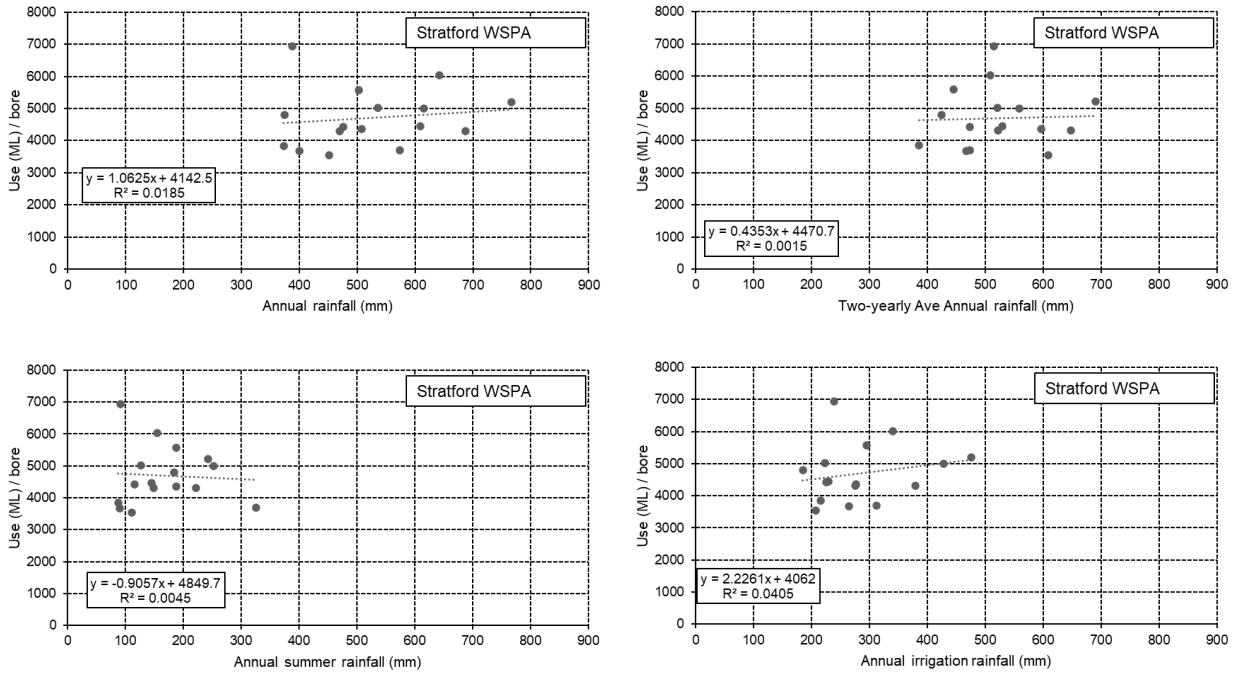 8000
7000
6000
5000
4000
3000
2000
1000
0
Use (ML) / bore
Stratford WSPA
y = 1.0625x + 4142.5
R² = 0.0185
0 100 200 300 400 500 600 700 800 900
Annual rainfall (mm)
8000
7000
6000
5000
4000
3000
2000
1000
0
Use (ML) / bore
Stratford WSPA
y = 0.4353x + 4470.7
R² = 0.0015
0 100 200 300 400 500 600 700 800 900
Two-yearly Ave Annual rainfall (mm)
8000
7000
6000
5000
4000
3000
2000
1000
0
Use (ML) / bore
Stratford WSPA
y = -0.9057x + 4849.7
R² = 0.0045
0 100 200 300 400 500 600 700 800 900
Annual summer rainfall (mm)
8000
7000
6000
5000
4000
3000
2000
1000
0
Use (ML) / bore
Stratford WSPA
y = 2.2261x + 4062
R² = 0.0405
0 100 200 300 400 500 600 700 800 900
Annual irrigation rainfall (mm)